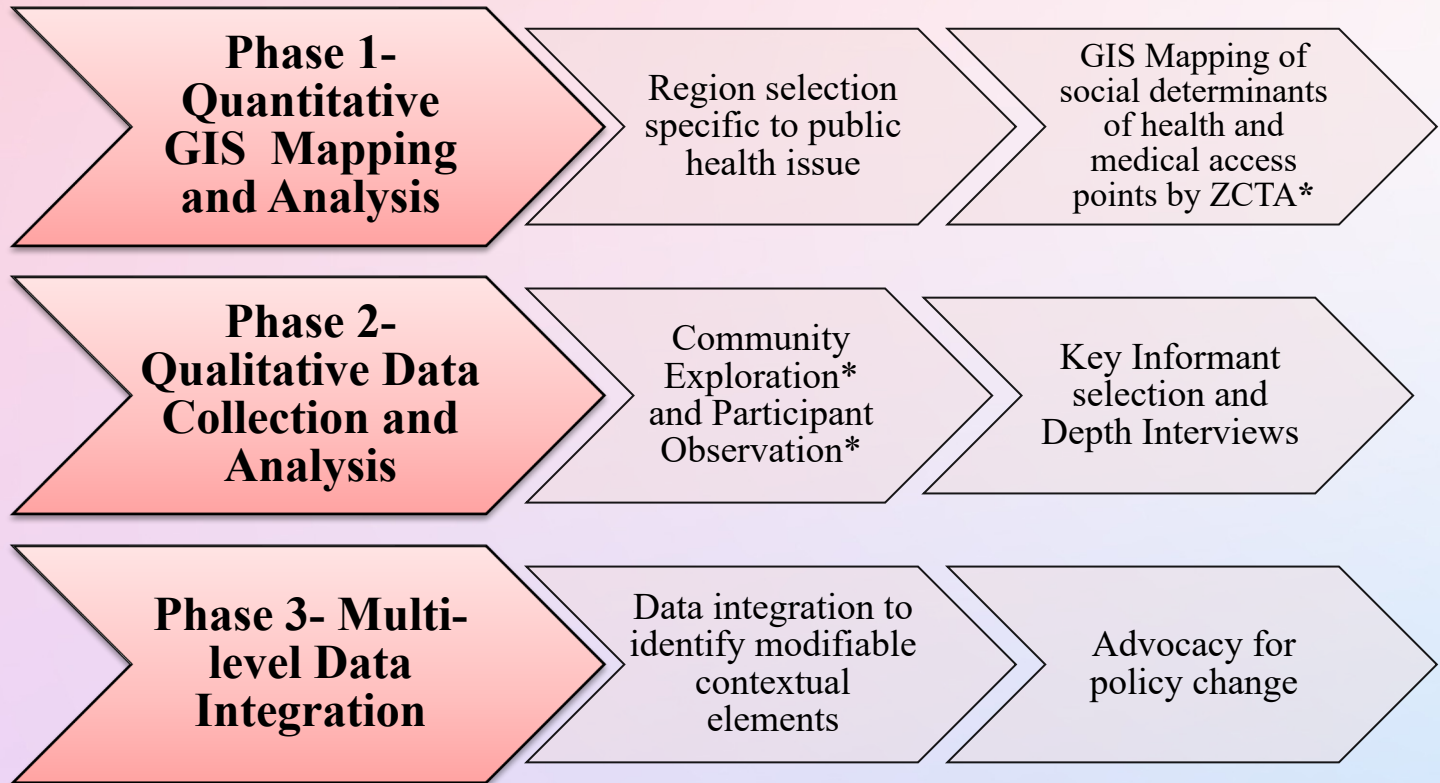 Phase 1-
Quantitative
GIS  Mapping
and Analysis
Region selection
specific to public
health issue
GIS Mapping of
social determinants
of health and
medical access
points by ZCTA*
Phase 2-
Qualitative Data
Collection and
Analysis
Community
Exploration*
and Participant
Observation*
Key Informant
selection and
Depth Interviews
Phase 3- Multi-
level Data
Integration
Data integration to
identify modifiable
contextual
elements
Advocacy for
policy change